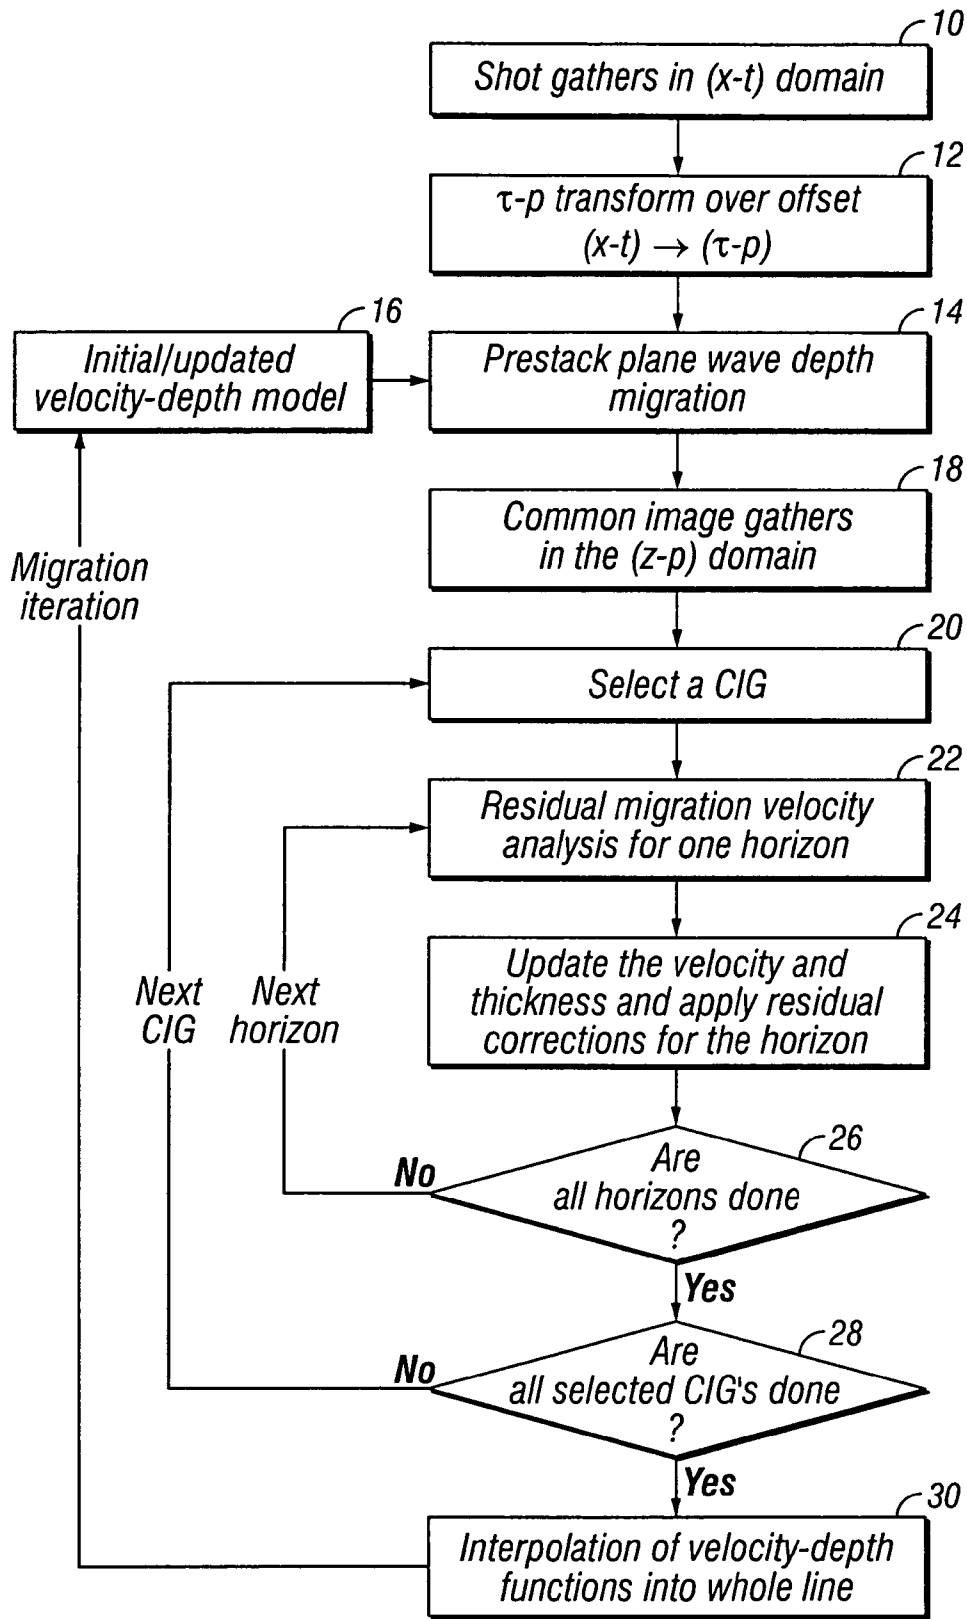 10
Shot gathers in (x-t) domain
12
τ-p transform over offset
(x-t) → (τ-p)
16
Initial/updated
velocity-depth model
14
Prestack plane wave depth
migration
18
Common image gathers
in the (z-p) domain
Migration
iteration
20
Select a CIG
22
Residual migration velocity
analysis for one horizon
24
Update the velocity and
thickness and apply residual
corrections for the horizon
Next
CIG
Next
horizon
26
No
Are
all horizons done
?
Yes
28
No
Are
all selected CIG's done
?
Yes
30
Interpolation of velocity-depth
functions into whole line